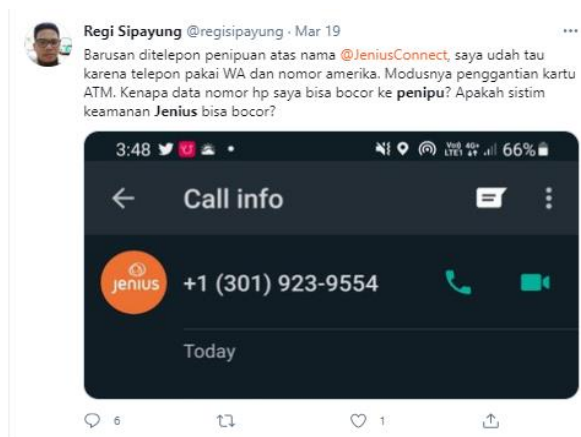 Regi Sipayung @regisipayung · Mar 19
Barusan ditelepon penipuan atas nama @JeniusConnect, saya udah tau
karena telepon pakai WA dan nomor amerika. Modusnya penggantian kartu
ATM. Kenapa data nomor hp saya bisa bocor ke penipu? Apakah sistim
keamanan Jenius bisa bocor?
3:48 66%
Call info
Jenius +1 (301) 923-9554
Today
6 1